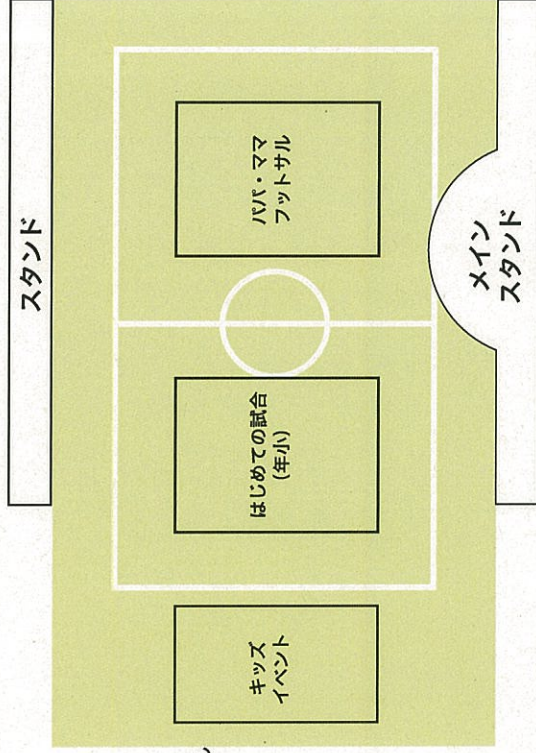 スタンド
パパ・ママ
フットサル
はじめての試合
(年小)
キッズ
イベント
メイン
スタンド